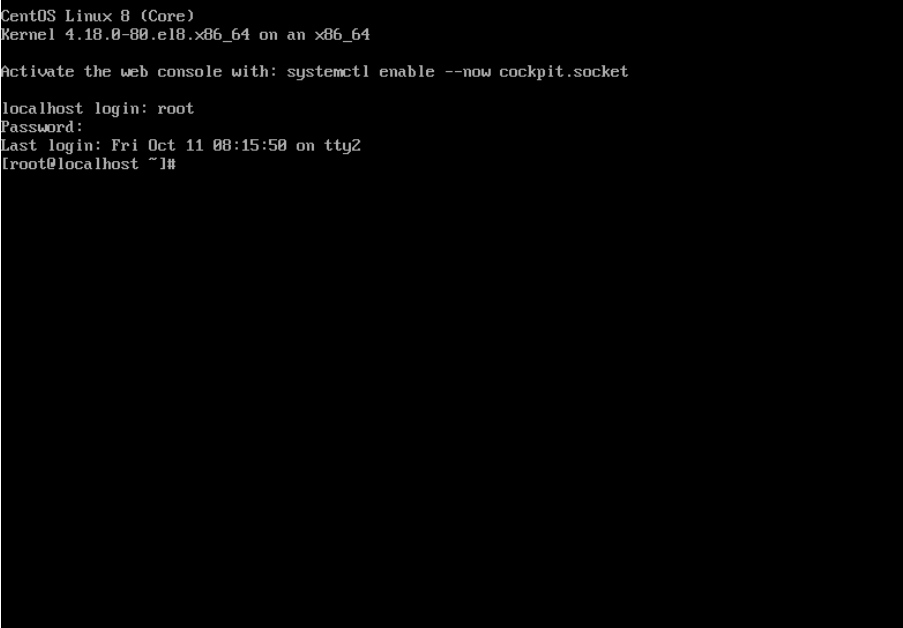 CentOS Linux 8 (Core)
Kernel 4.18.0-80.el8.x86_64 on an x86_64
Activate the web console with: systemctl enable --now cockpit.socket
localhost login: root
Password:
Last login: Fri Oct 11 08:15:50 on tty2
[root@localhost ~]#